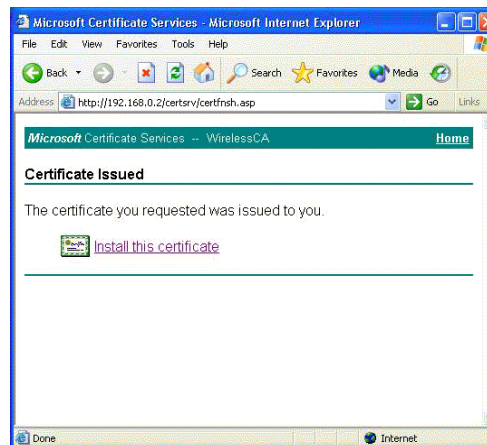 Microsoft Certificate Services - Microsoft Internet Explorer
File Edit View Favorites Tools Help
Back Search Favorites Media
Address http://192.168.0.2/certsrv/certfnsh.asp Go Links
Microsoft Certificate Services -- WirelessCA Home
Certificate Issued
The certificate you requested was issued to you.
Install this certificate
Done Internet